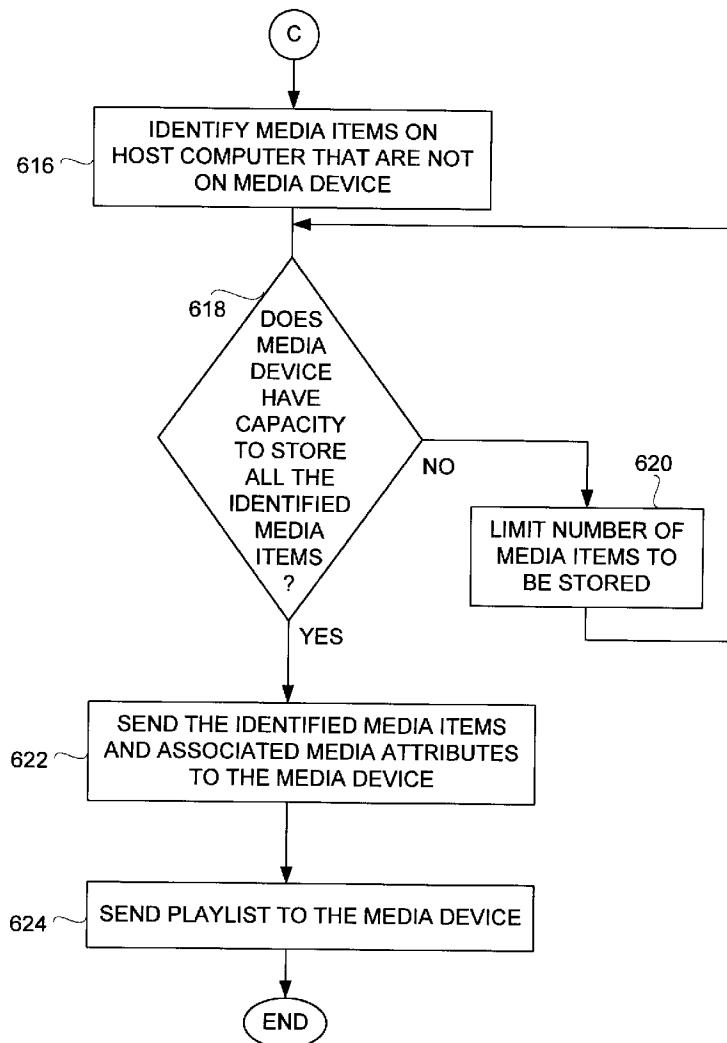 C
IDENTIFY MEDIA ITEMS ON
HOST COMPUTER THAT ARE NOT
ON MEDIA DEVICE
616
618
DOES
MEDIA
DEVICE
HAVE
CAPACITY
TO STORE
ALL THE
IDENTIFIED
MEDIA
ITEMS
?
NO
620
LIMIT NUMBER OF
MEDIA ITEMS TO
BE STORED
YES
SEND THE IDENTIFIED MEDIA ITEMS
AND ASSOCIATED MEDIA ATTRIBUTES
TO THE MEDIA DEVICE
622
SEND PLAYLIST TO THE MEDIA DEVICE
624
END